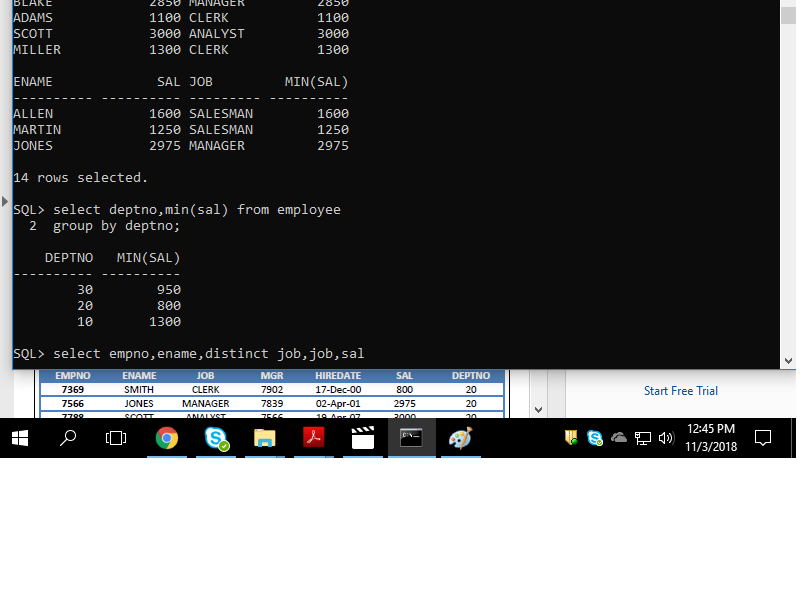 BLAKE 2850 MANAGER 2850
ADAMS 1100 CLERK 1100
SCOTT 3000 ANALYST 3000
MILLER 1300 CLERK 1300
ENAME SAL JOB MIN(SAL)
---------- ---------- --------- ----------
ALLEN 1600 SALESMAN 1600
MARTIN 1250 SALESMAN 1250
JONES 2975 MANAGER 2975
14 rows selected.
SQL> select deptno,min(sal) from employee
2 group by deptno;
DEPTNO MIN(SAL)
---------- ----------
30 950
20 800
10 1300
SQL> select empno,ename,distinct job,job,sal
EMPNO ENAME JOB MGR HIREDATE SAL DEPTNO
7369 SMITH CLERK 7902 17-Dec-00 800 20
7566 JONES MANAGER 7839 02-Apr-01 2975 20
7788 SCOTT ANALYST 7566 19-Apr-07 3000 20
Start Free Trial
12:45 PM
11/3/2018